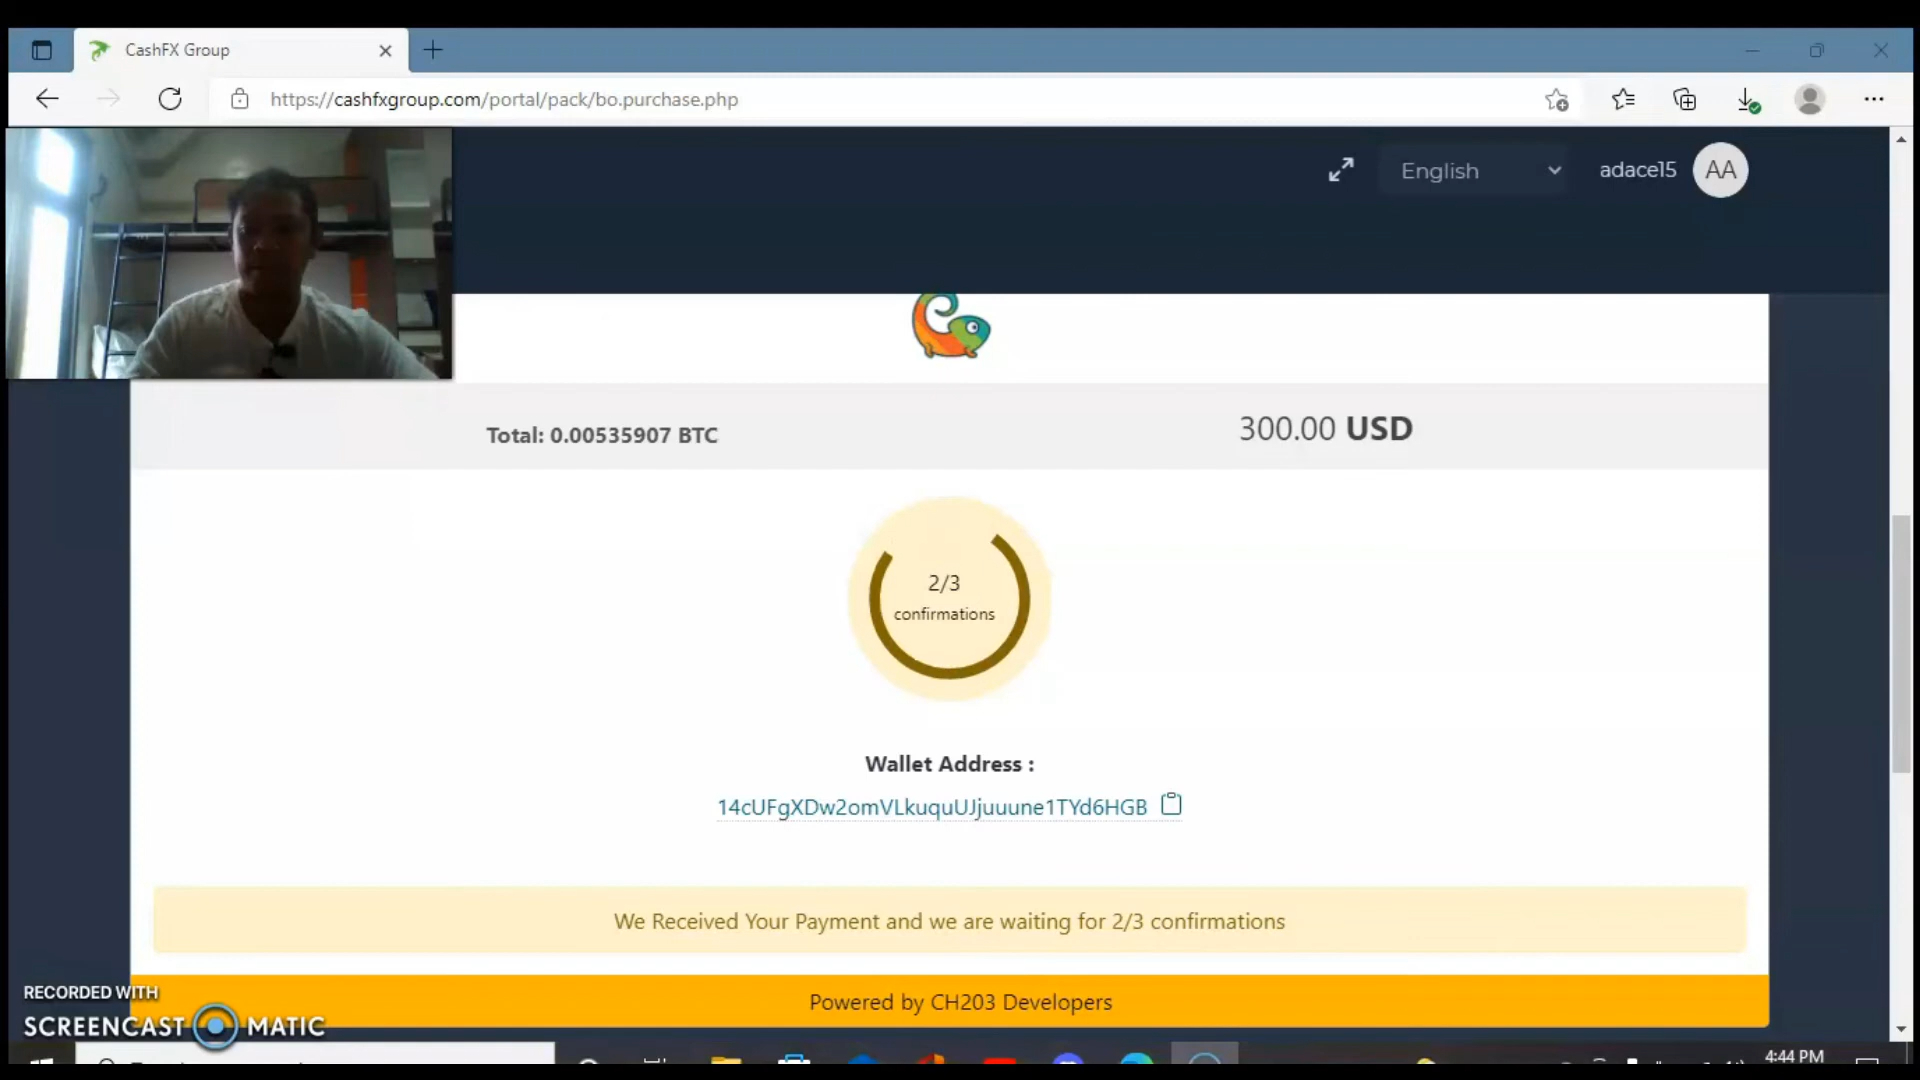 CashFX Group
https://cashfxgroup.com/portal/pack/bo.purchase.php
English
adace15
AA
Total: 0.00535907 BTC
300.00 USD
2/3
confirmations
Wallet Address :
14cUFgXDw2omVLkuquUJjuuune1TYd6HGB
We Received Your Payment and we are waiting for 2/3 confirmations
Powered by CH203 Developers
RECORDED WITH
SCREENCAST MATIC
4:44 PM